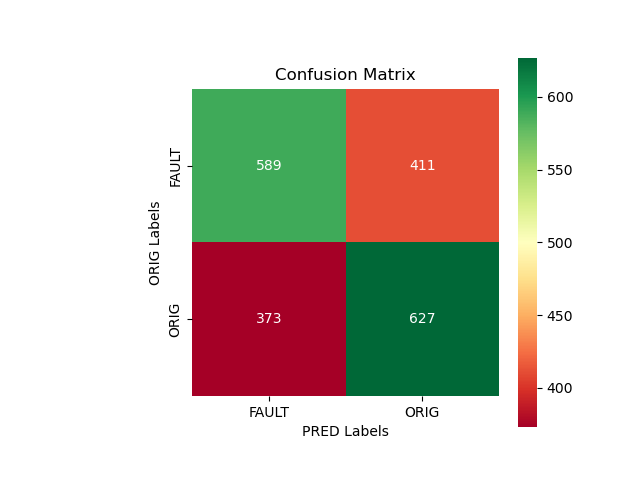 Confusion Matrix
ORIG Labels
FAULT
589
411
ORIG
373
627
FAULT
ORIG
PRED Labels
600
550
500
450
400